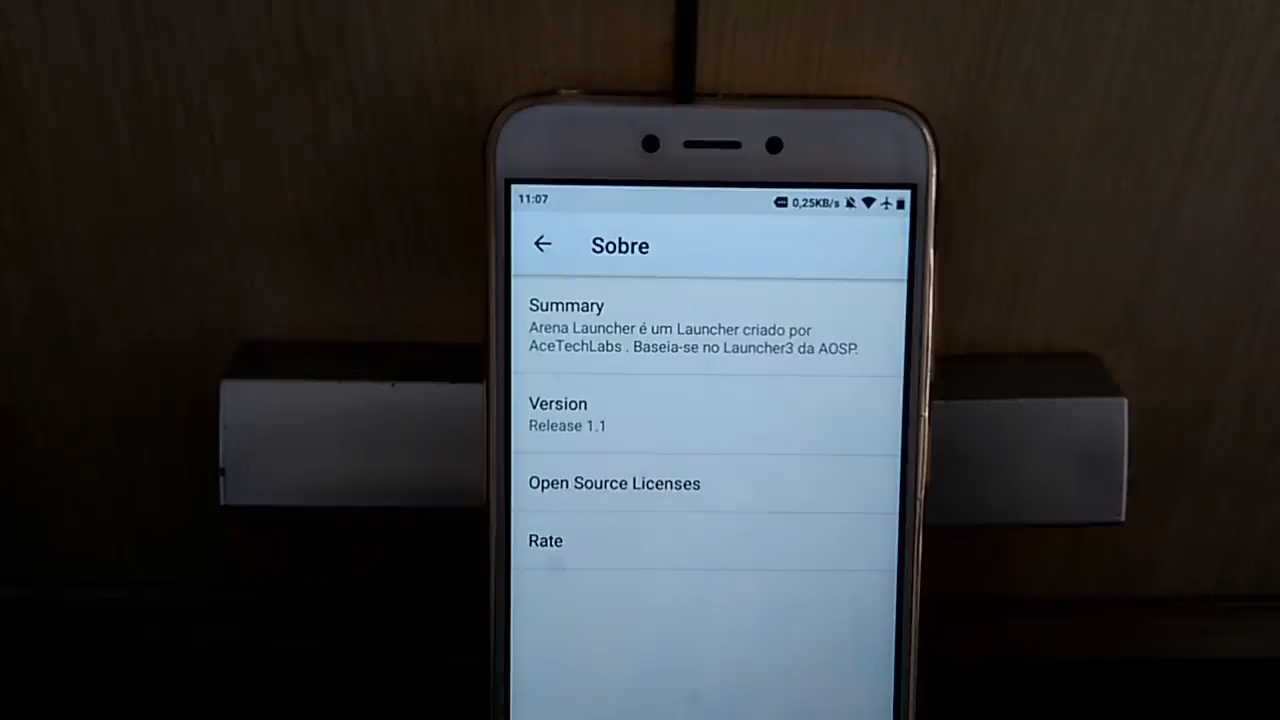 11:07 0,25KB/s
Sobre
Summary
Arena Launcher é um Launcher criado por
AceTechLabs . Baseia-se no Launcher3 da AOSP.
Version
Release 1.1
Open Source Licenses
Rate